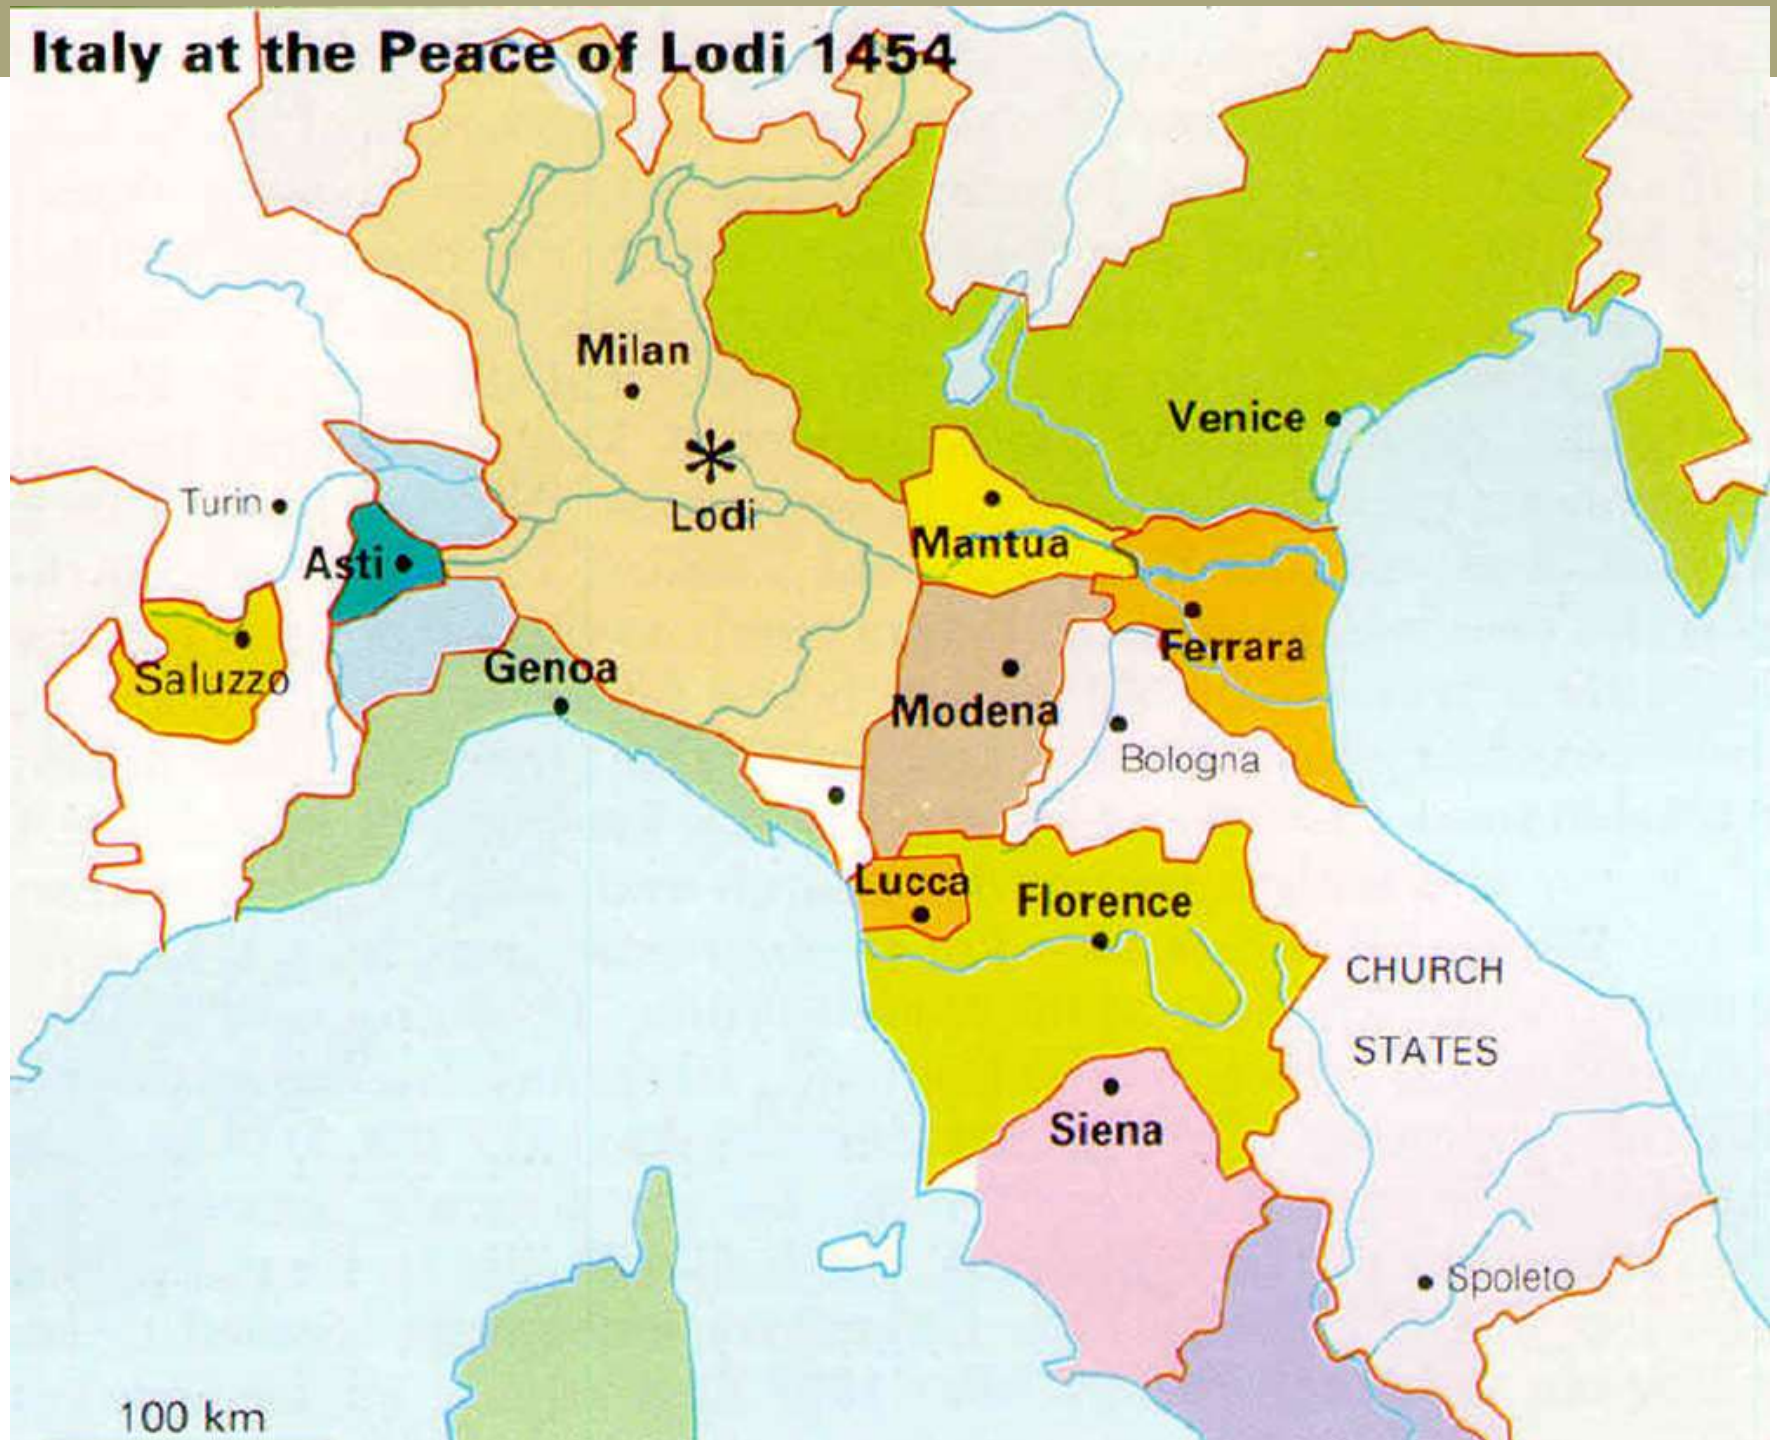 Italy at the Peace of Lodi 1454
Milan
Venice
Lodi
Turin
Mantua
Asti
Ferrara
Saluzzo
Genoa
Modena
Bologna
Lucca
Florence
CHURCH
STATES
Siena
Spoleto
100 km